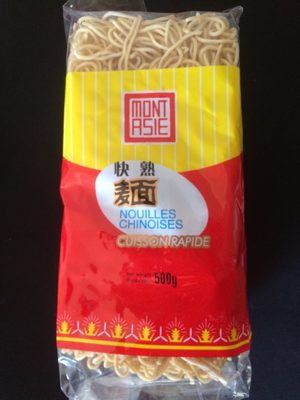 MONT
ASIE
快熟
麵
NOUILLES
CHINOISES
CUISSON RAPIDE
500g